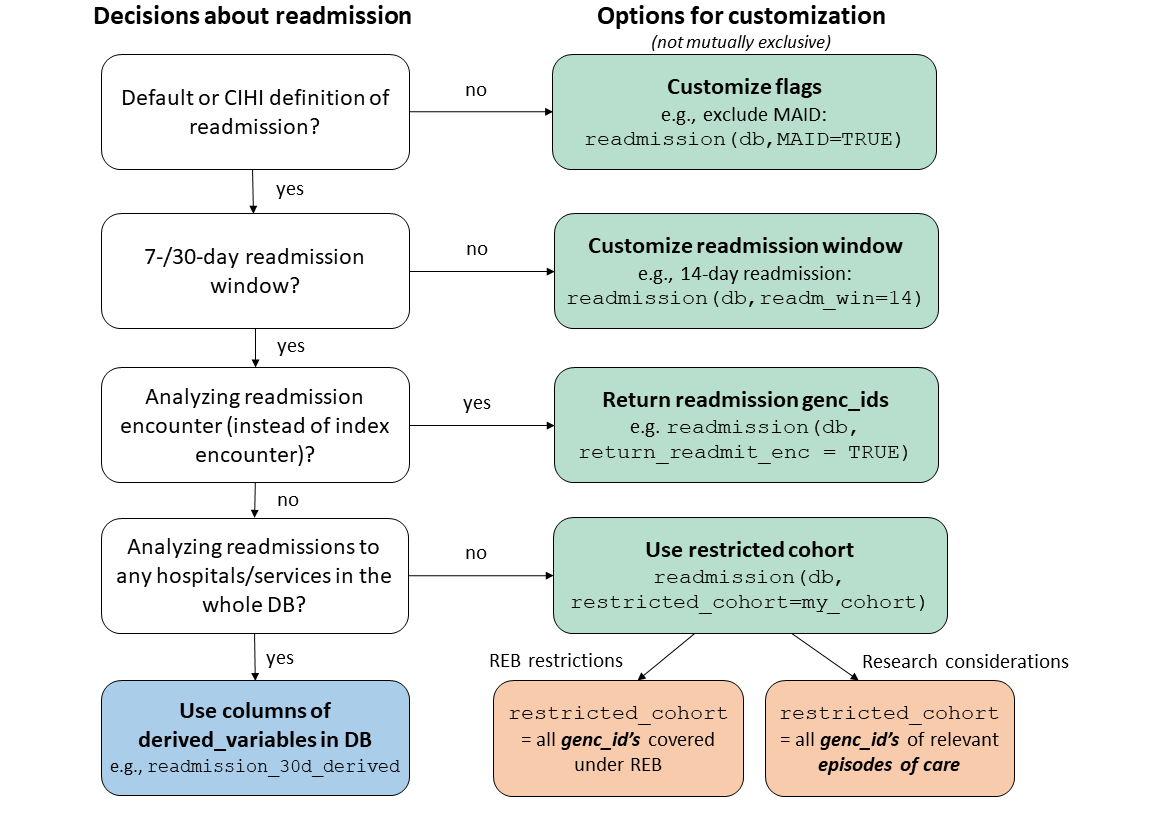 Decisions about readmission
Options for customization
(not mutually exclusive)
Default or CIHI definition of
readmission?
no
Customize flags
e.g., exclude MAID:
readmission(db,MAID=TRUE)
yes
7-/30-day readmission
window?
no
Customize readmission window
e.g., 14-day readmission:
readmission(db,readm_win=14)
yes
Analyzing readmission
encounter (instead of index
encounter)?
yes
Return readmission genc_ids
e.g. readmission(db,
return_readmit_enc = TRUE)
no
Analyzing readmissions to
any hospitals/services in the
whole DB?
no
Use restricted cohort
readmission(db,
restricted_cohort=my_cohort)
yes
REB restrictions
Research considerations
Use columns of
derived_variables in DB
e.g., readmission_30d_derived
restricted_cohort
= all genc_id's covered
under REB
restricted_cohort
= all genc_id's of relevant
episodes of care